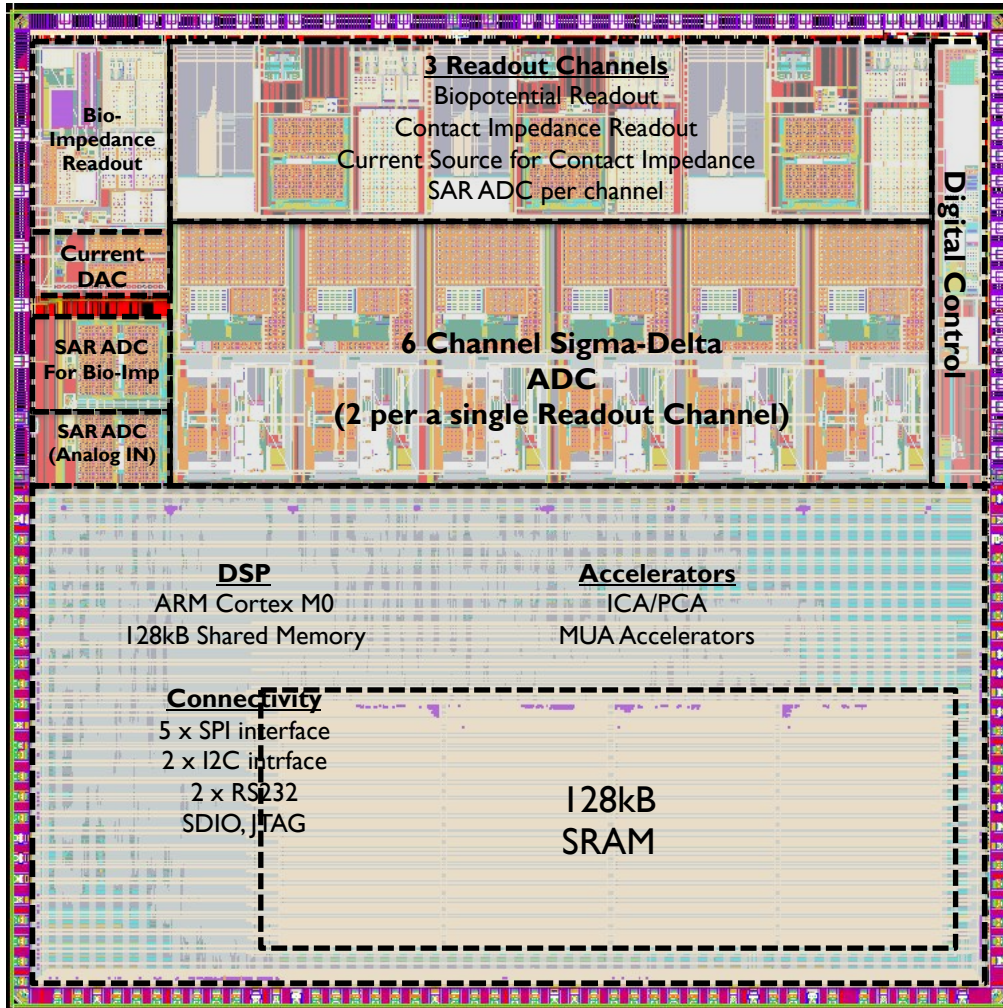 3 Readout Channels
Biopotential Readout
Contact Impedance Readout
Current Source for Contact Impedance
SAR ADC per channel
Bio-
Impedance
Readout
Current
DAC
SAR ADC
For Bio-Imp
SAR ADC
(Analog IN)
6 Channel Sigma-Delta
ADC
(2 per a single Readout Channel)
Digital Control
DSP
ARM Cortex M0
128kB Shared Memory
Accelerators
ICA/PCA
MUA Accelerators
Connectivity
5 x SPI interface
2 x I2C intrface
2 x RS232
SDIO, JTAG
128kB
SRAM